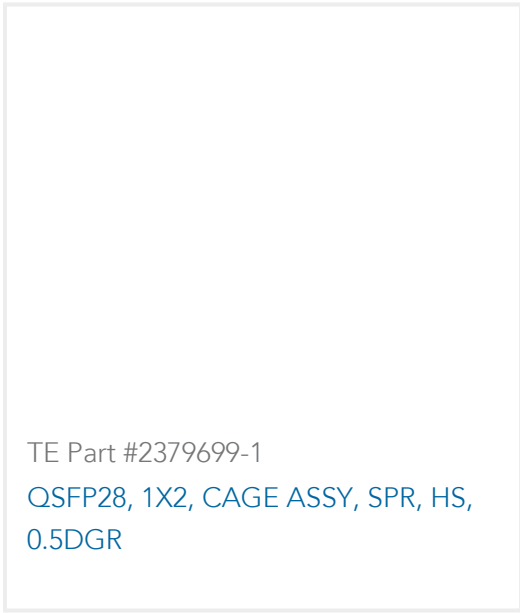 TE Part #2379699-1
QSFP28, 1X2, CAGE ASSY, SPR, HS,
0.5DGR